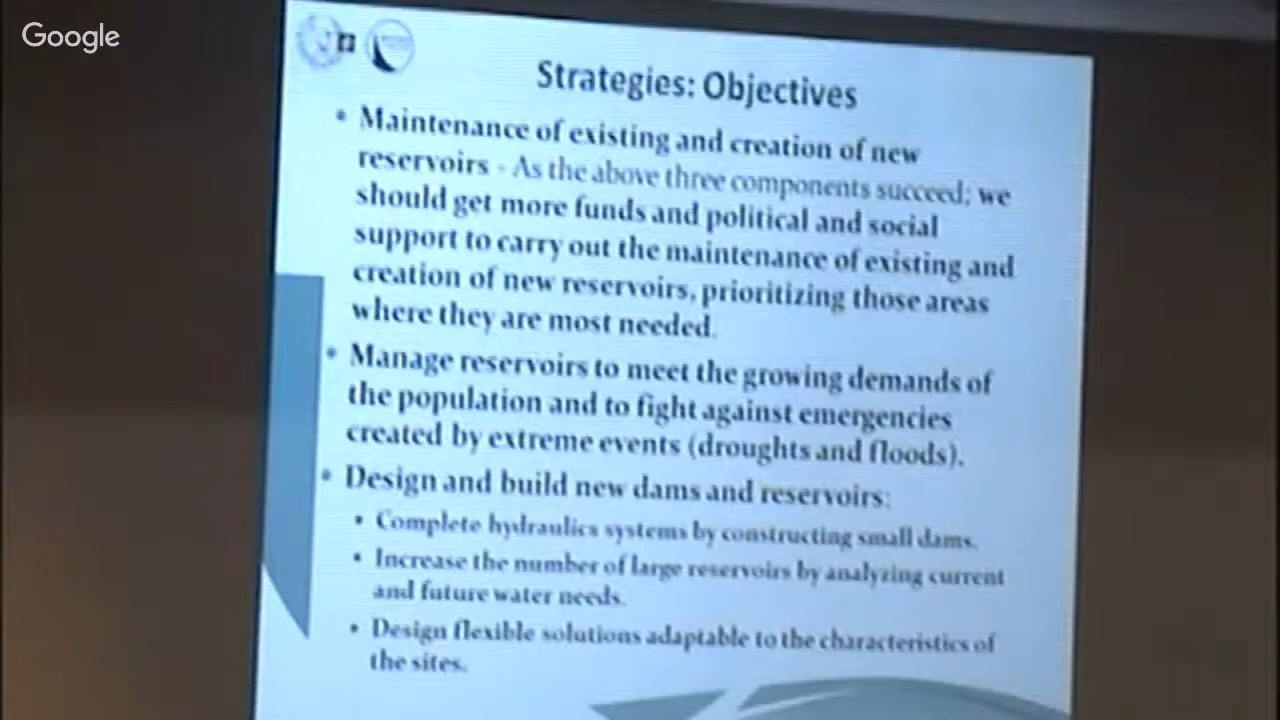 Google
Strategies: Objectives
• Maintenance of existing and creation of new
reservoirs - As the above three components succeed; we
should get more funds and political and social
support to carry out the maintenance of existing and
creation of new reservoirs, prioritizing those areas
where they are most needed.
• Manage reservoirs to meet the growing demands of
the population and to fight against emergencies
created by extreme events (droughts and floods).
• Design and build new dams and reservoirs:
• Complete hydraulics systems by constructing small dams.
• Increase the number of large reservoirs by analyzing current
and future water needs.
• Design flexible solutions adaptable to the characteristics of
the sites.